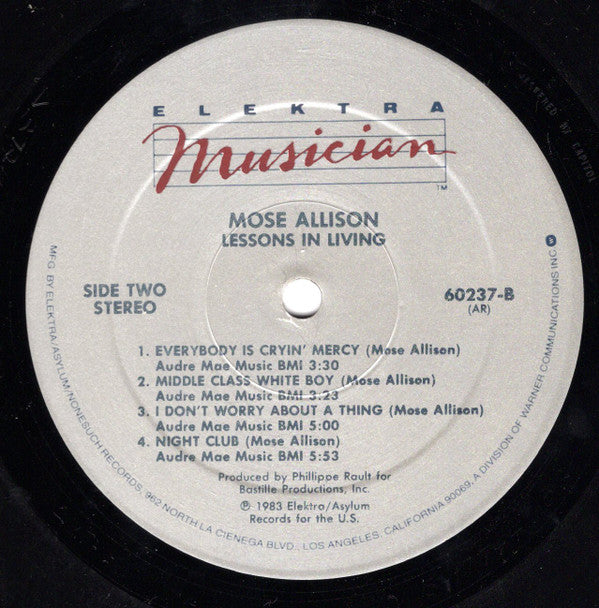 ELEKTRA
Musician
TM
MOSE ALLISON
LESSONS IN LIVING
SIDE TWO
STEREO
60237-B
(AR)
1. EVERYBODY IS CRYIN' MERCY (Mose Allison)
Audre Mae Music BMI 3:30
2. MIDDLE CLASS WHITE BOY (Mose Allison)
Audre Mae Music BMI 3:23
3. I DON'T WORRY ABOUT A THING (Mose Allison)
Audre Mae Music BMI 5:00
4. NIGHT CLUB (Mose Allison)
Audre Mae Music BMI 5:53
Produced by Phillippe Rault for
Bastille Productions, Inc.
℗ 1983 Elektro/Asylum
Records for the U.S.
MFG. BY ELEKTRA/ASYLUM/NONESUCH RECORDS, 962 NORTH LA CIENEGA BLVD., LOS ANGELES, CALIFORNIA 90069, A DIVISION OF WARNER COMMUNICATIONS INC.
BY CAPITOL